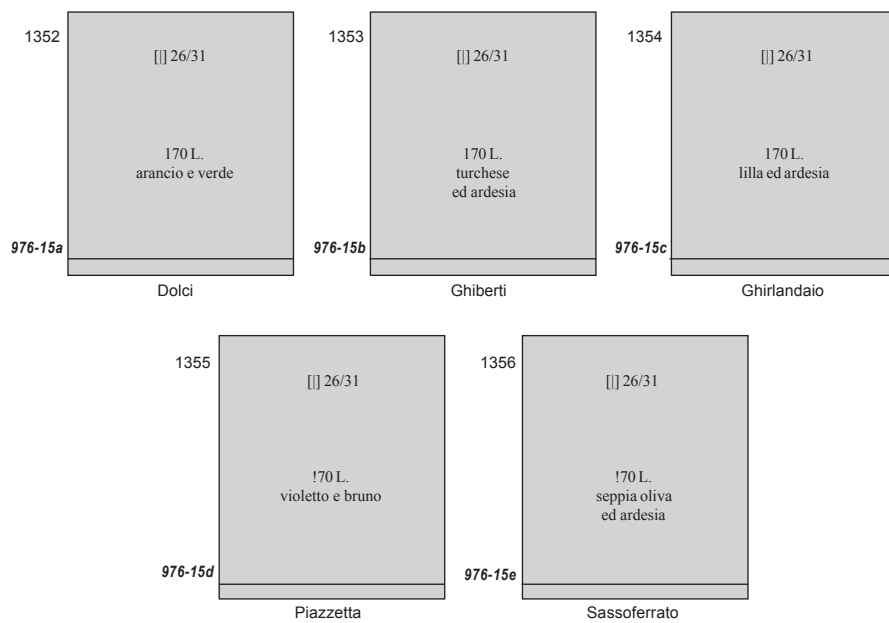 1352
[|] 26/31
170 L.
arancio e verde
976-15a
Dolci
1353
[|] 26/31
170 L.
turchese
ed ardesia
976-15b
Ghiberti
1354
[|] 26/31
170 L.
lilla ed ardesia
976-15c
Ghirlandaio
1355
[|] 26/31
!70 L.
violetto e bruno
976-15d
Piazzetta
1356
[|] 26/31
!70 L.
seppia oliva
ed ardesia
976-15e
Sassoferrato